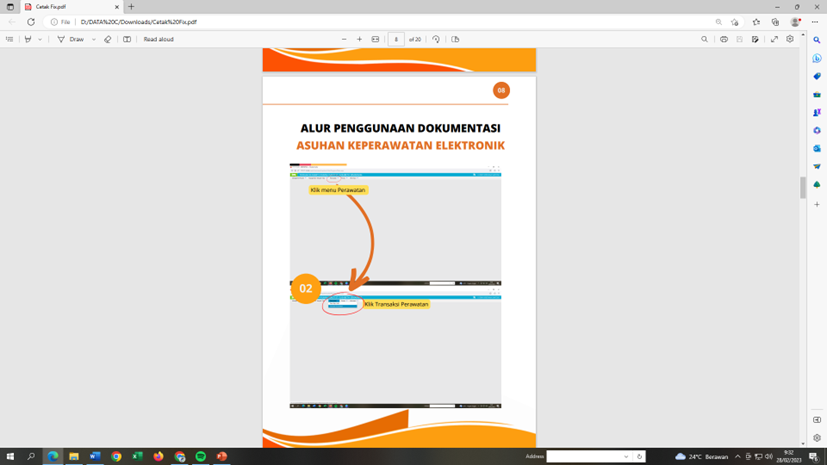 Cetak Fix.pdf
File
D:/DATA%20C/Downloads/Cetak%20Fix.pdf
Draw
Read aloud
8
of 20
08
ALUR PENGGUNAAN DOKUMENTASI
ASUHAN KEPERAWATAN ELEKTRONIK
Klik menu Perawatan
02
Klik Transaksi Perawatan
Address
24°C Berawan
9:32
28/02/2023